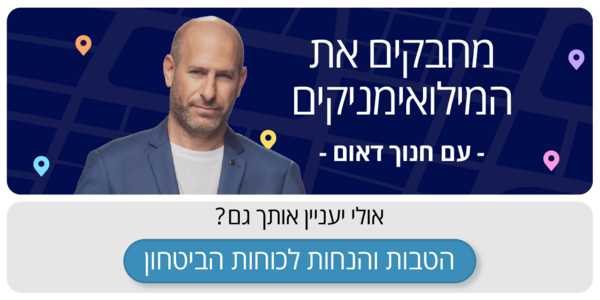 מחבקים את
המילואימניקים
- עם חנוך דאום -
אולי יעניין אותך גם?
הטבות והנחות לכוחות הביטחון